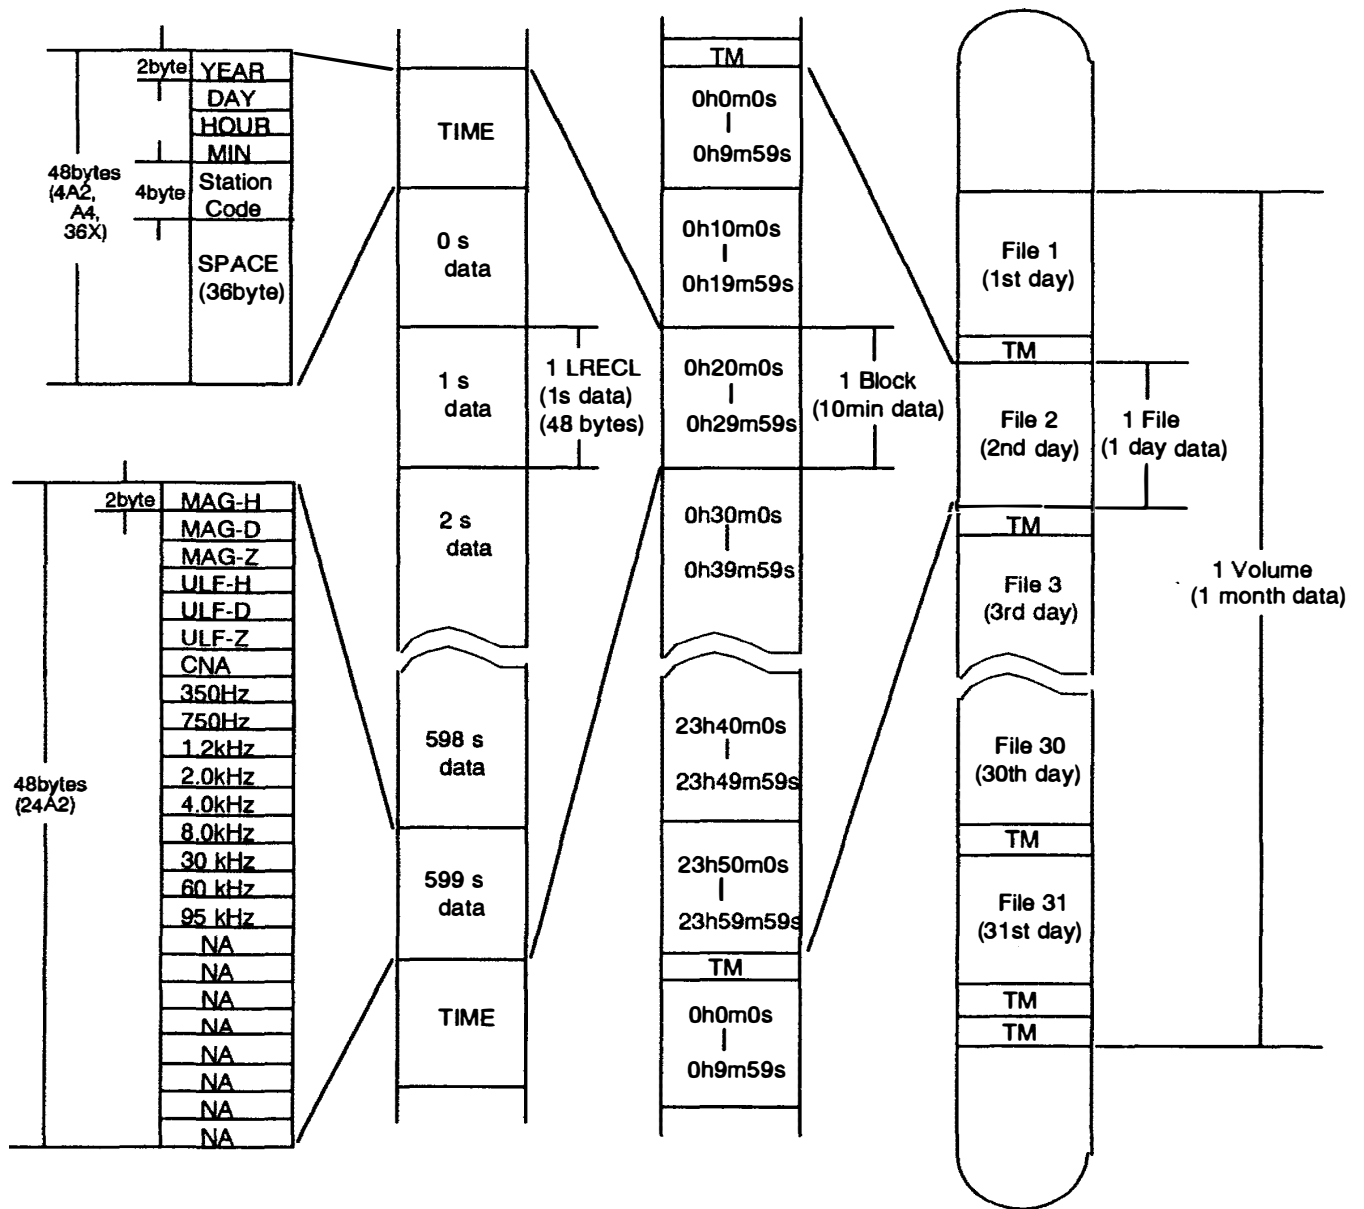 2byte
YEAR
DAY
HOUR
MIN
48bytes
(4A2,
A4,
36X)
4byte
Station
Code
SPACE
(36byte)
2byte
MAG-H
MAG-D
MAG-Z
ULF-H
ULF-D
ULF-Z
CNA
350Hz
750Hz
1.2kHz
2.0kHz
4.0kHz
8.0kHz
30 kHz
60 kHz
95 kHz
NA
NA
NA
NA
NA
NA
NA
NA
48bytes
(24A2)
TIME
0 s
data
1 s
data
2 s
data
598 s
data
599 s
data
TIME
1 LRECL
(1s data)
(48 bytes)
TM
0h0m0s
0h9m59s
0h10m0s
0h19m59s
0h20m0s
0h29m59s
0h30m0s
0h39m59s
23h40m0s
23h49m59s
23h50m0s
23h59m59s
TM
0h0m0s
0h9m59s
1 Block
(10min data)
File 1
(1st day)
TM
File 2
(2nd day)
TM
File 3
(3rd day)
File 30
(30th day)
TM
File 31
(31st day)
TM
TM
1 File
(1 day data)
1 Volume
(1 month data)